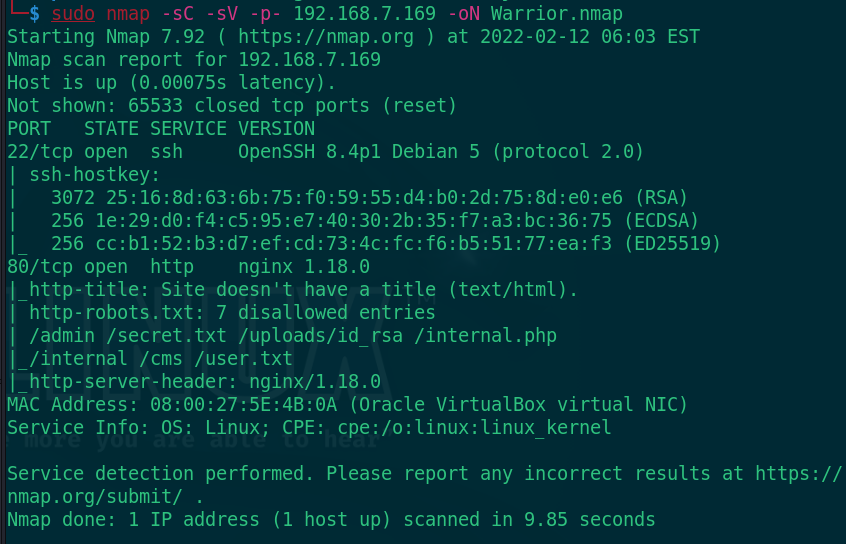 └─$ sudo nmap -sC -sV -p- 192.168.7.169 -oN Warrior.nmap
Starting Nmap 7.92 ( https://nmap.org ) at 2022-02-12 06:03 EST
Nmap scan report for 192.168.7.169
Host is up (0.00075s latency).
Not shown: 65533 closed tcp ports (reset)
PORT   STATE SERVICE VERSION
22/tcp open  ssh     OpenSSH 8.4p1 Debian 5 (protocol 2.0)
| ssh-hostkey:
|   3072 25:16:8d:63:6b:75:f0:59:55:d4:b0:2d:75:8d:e0:e6 (RSA)
|   256 1e:29:d0:f4:c5:95:e7:40:30:2b:35:f7:a3:bc:36:75 (ECDSA)
|_  256 cc:b1:52:b3:d7:ef:cd:73:4c:fc:f6:b5:51:77:ea:f3 (ED25519)
80/tcp open  http    nginx 1.18.0
|_http-title: Site doesn't have a title (text/html).
| http-robots.txt: 7 disallowed entries
| /admin /secret.txt /uploads/id_rsa /internal.php
|_/internal /cms /user.txt
|_http-server-header: nginx/1.18.0
MAC Address: 08:00:27:5E:4B:0A (Oracle VirtualBox virtual NIC)
Service Info: OS: Linux; CPE: cpe:/o:linux:linux_kernel
more you are able to hear
Service detection performed. Please report any incorrect results at https://
nmap.org/submit/ .
Nmap done: 1 IP address (1 host up) scanned in 9.85 seconds